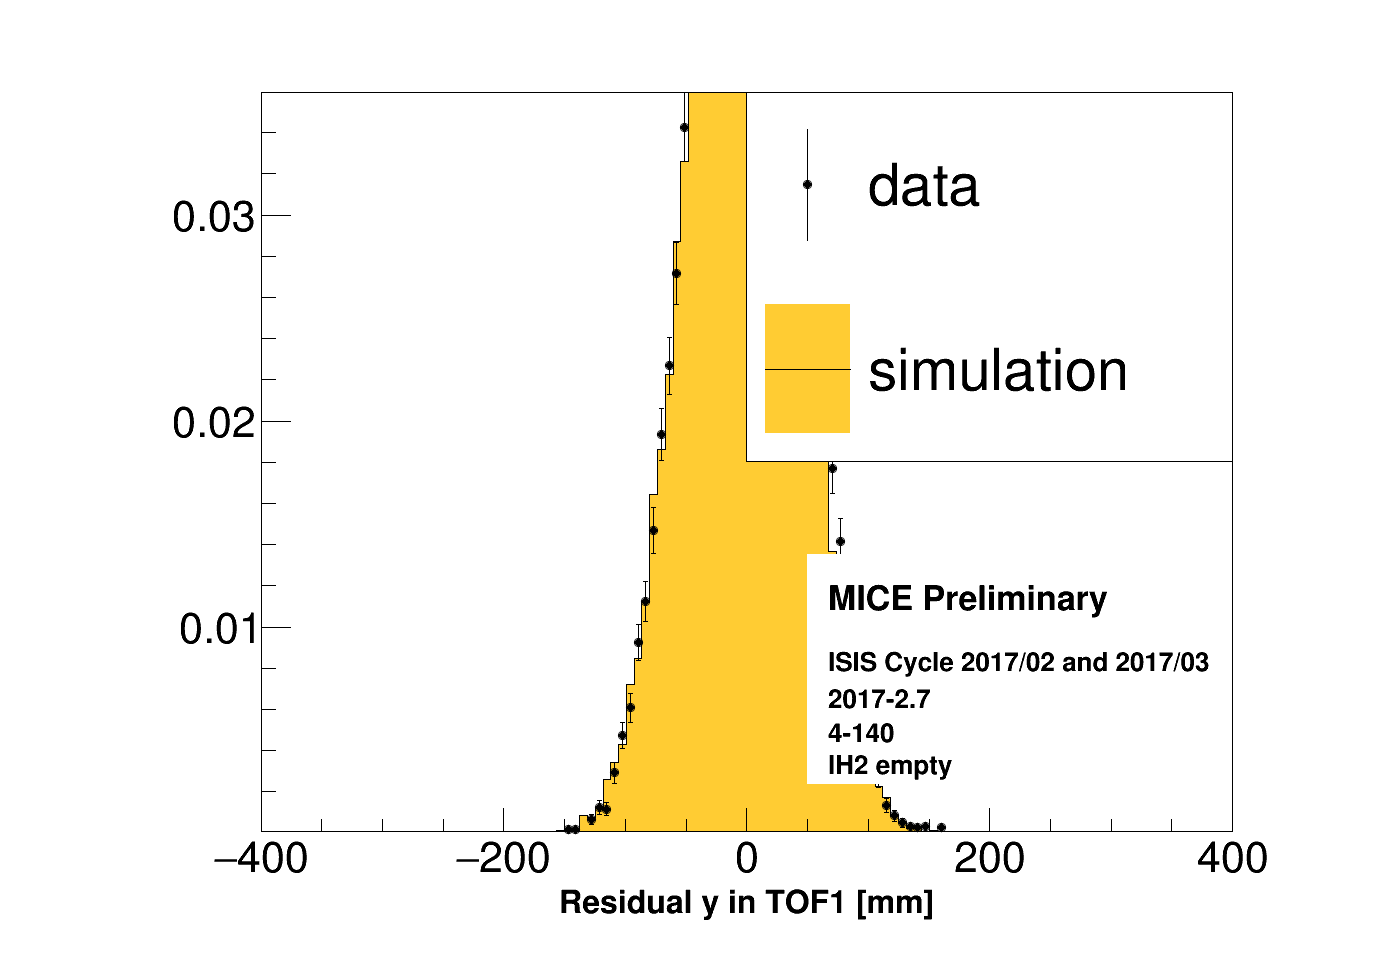 data
0.03
simulation
0.02
MICE Preliminary
0.01
ISIS Cycle 2017/02 and 2017/03
2017-2.7
4-140
IH2 empty
−400 −200 0 200 400
Residual y in TOF1 [mm]